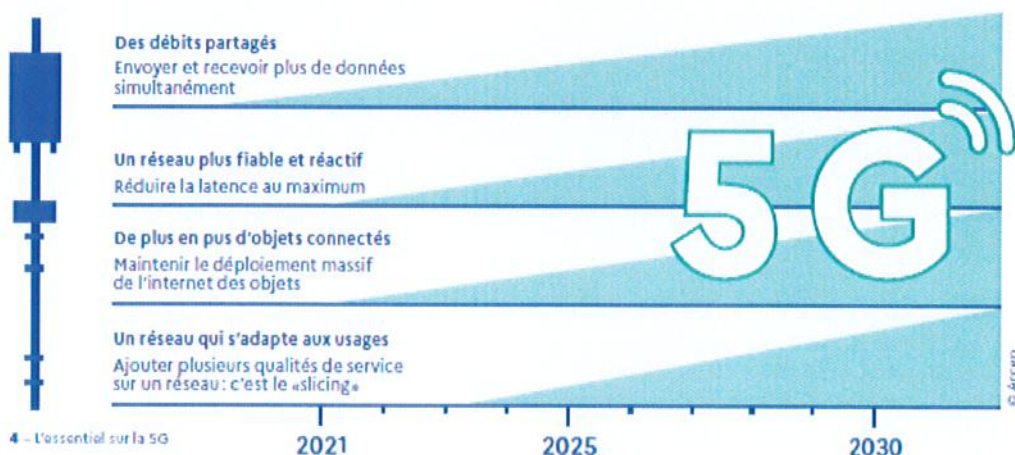 Des débits partagés
Envoyer et recevoir plus de données
simultanément
Un réseau plus fiable et réactif
Réduire la latence au maximum
De plus en pus d'objets connectés
Maintenir le déploiement massif
de l'internet des objets
Un réseau qui s'adapte aux usages
Ajouter plusieurs qualités de service
sur un réseau : c'est le «slicing»
5G
© Arcep
4 – L'essentiel sur la 5G
2021
2025
2030